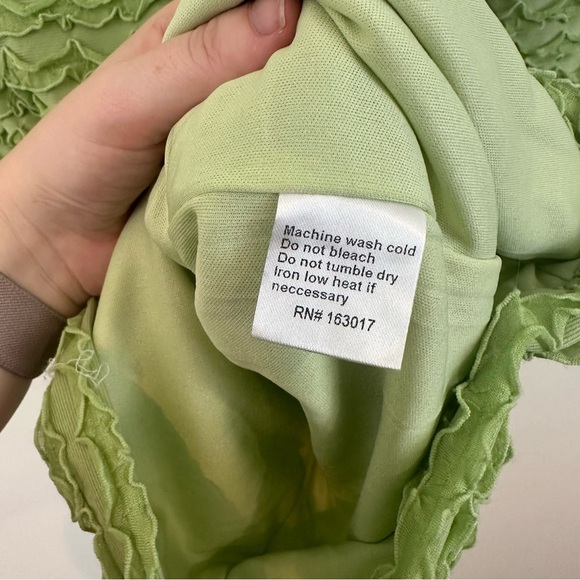 Machine wash cold
Do not bleach
Do not tumble dry
Iron low heat if
neccessary
RN# 163017